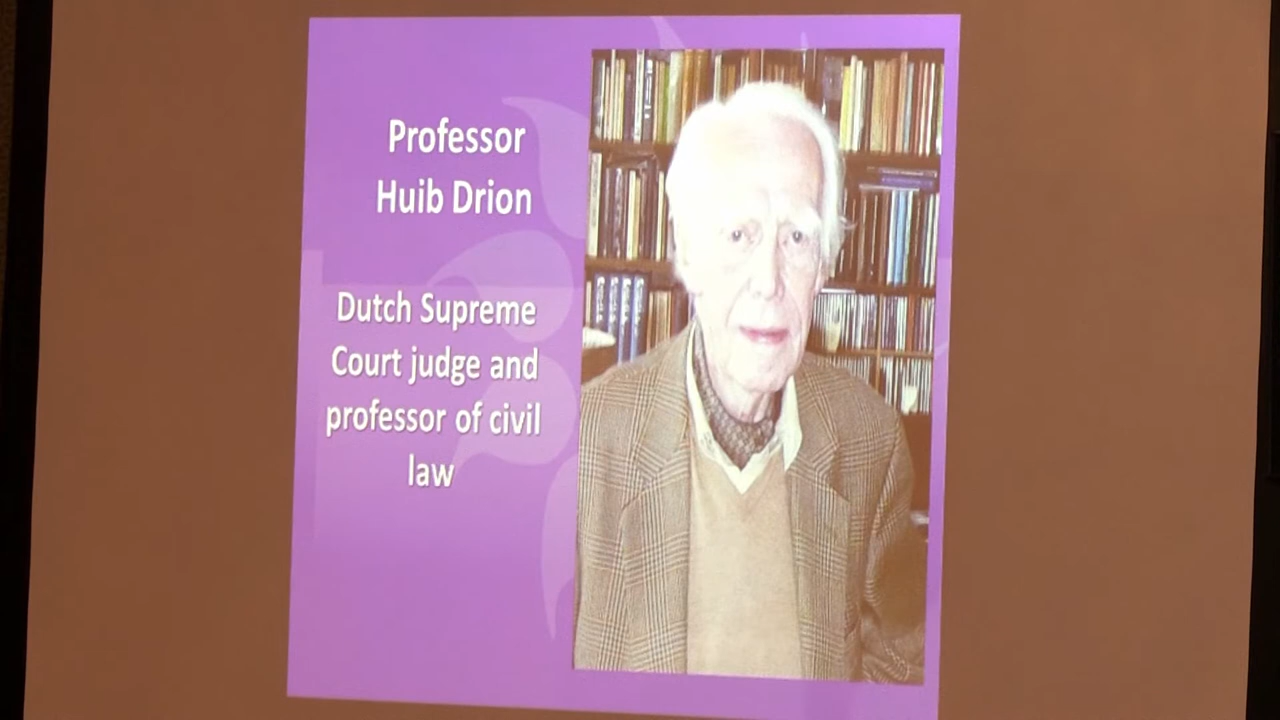 Professor
Huib Drion
Dutch Supreme
Court judge and
professor of civil
law